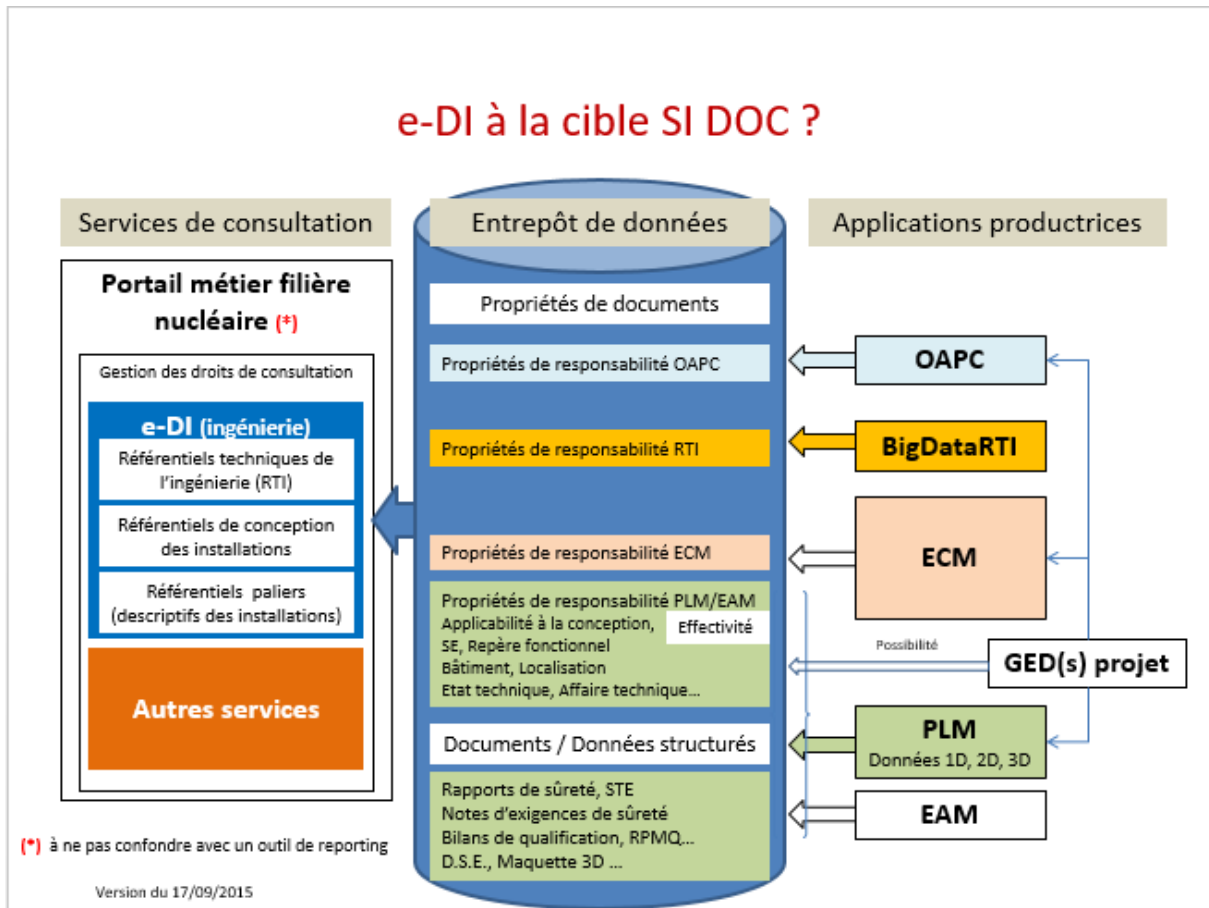 e-DI à la cible SI DOC ?
Services de consultation
Entrepôt de données
Applications productrices
Portail métier filière
nucléaire (*)
Gestion des droits de consultation
e-DI (ingénierie)
Référentiels techniques de
l'ingénierie (RTI)
Référentiels de conception
des installations
Référentiels paliers
(descriptifs des installations)
Autres services
(*) à ne pas confondre avec un outil de reporting
Version du 17/09/2015
Propriétés de documents
Propriétés de responsabilité OAPC
Propriétés de responsabilité RTI
Propriétés de responsabilité ECM
Propriétés de responsabilité PLM/EAM
Applicabilité à la conception,
Effectivité
SE, Repère fonctionnel
Bâtiment, Localisation
Etat technique, Affaire technique...
Documents / Données structurés
Rapports de sûreté, STE
Notes d'exigences de sûreté
Bilans de qualification, RPMQ...
D.S.E., Maquette 3D ...
OAPC
BigDataRTI
ECM
Possibilité
GED(s) projet
PLM
Données 1D, 2D, 3D
EAM